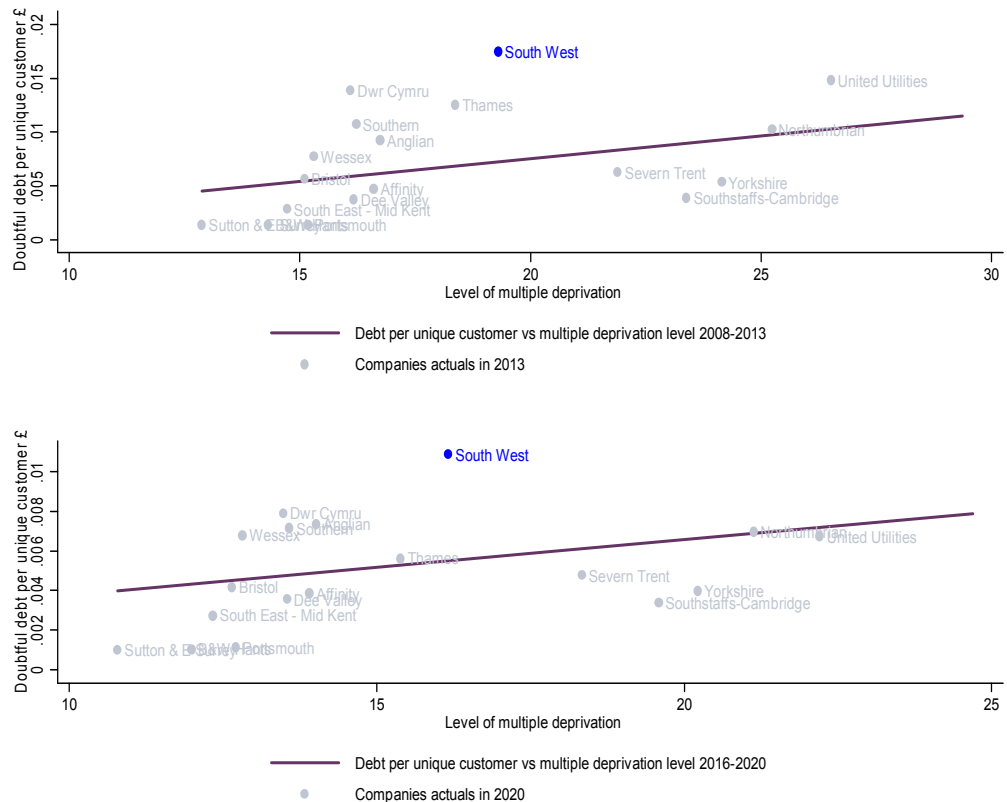 Doubtful debt per unique customer £
.02
.015
.01
.005
0
South West
United Utilities
Dwr Cymru
Thames
Southern
Northumbrian
Anglian
Wessex
Bristol
Severn Trent
Yorkshire
Affinity
Southstaffs-Cambridge
Dee Valley
South East - Mid Kent
Sutton & E Surrey
Portsmouth
10 15 20 25 30
Level of multiple deprivation
Debt per unique customer vs multiple deprivation level 2008-2013
Companies actuals in 2013
Doubtful debt per unique customer £
.01
.008
.006
.004
.002
0
South West
Dwr Cymru
Anglian
Southern
Wessex
Northumbrian
United Utilities
Thames
Severn Trent
Bristol
Yorkshire
Affinity
Dee Valley
Southstaffs-Cambridge
South East - Mid Kent
Sutton & E Surrey
B&W Hants
Portsmouth
10 15 20 25
Level of multiple deprivation
Debt per unique customer vs multiple deprivation level 2016-2020
Companies actuals in 2020